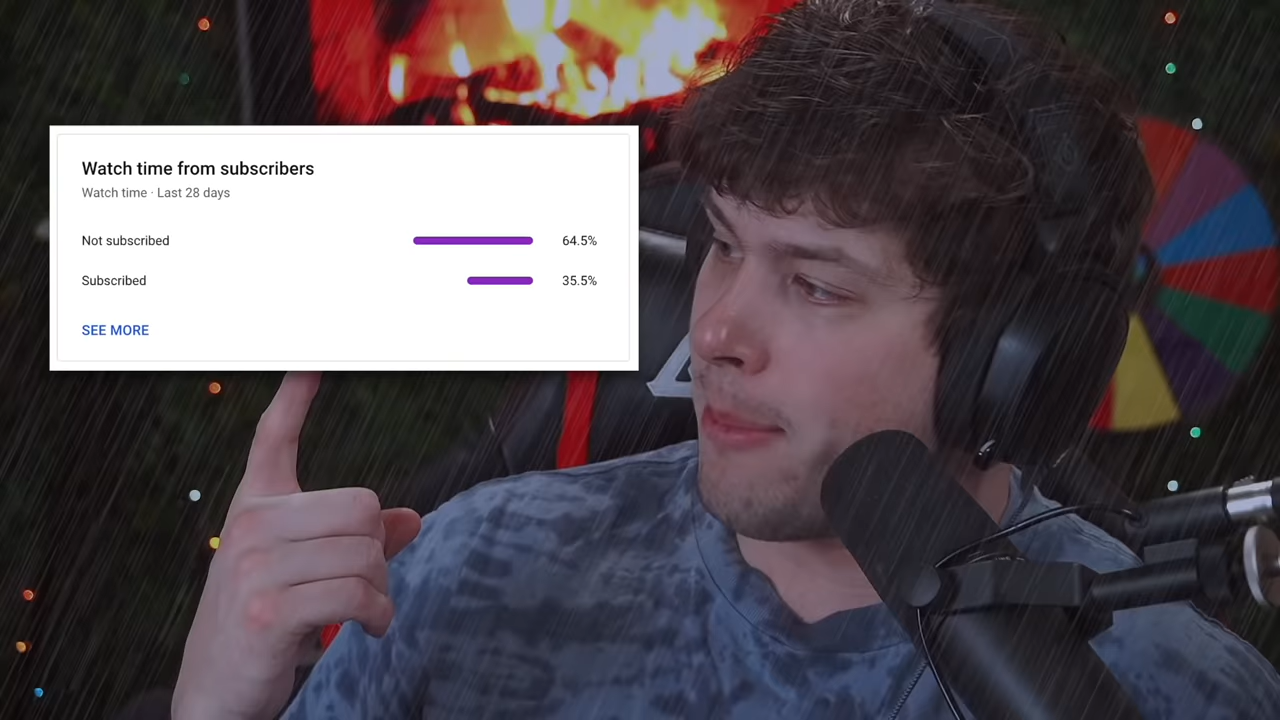 Watch time from subscribers
Watch time · Last 28 days
Not subscribed 64.5%
Subscribed 35.5%
SEE MORE